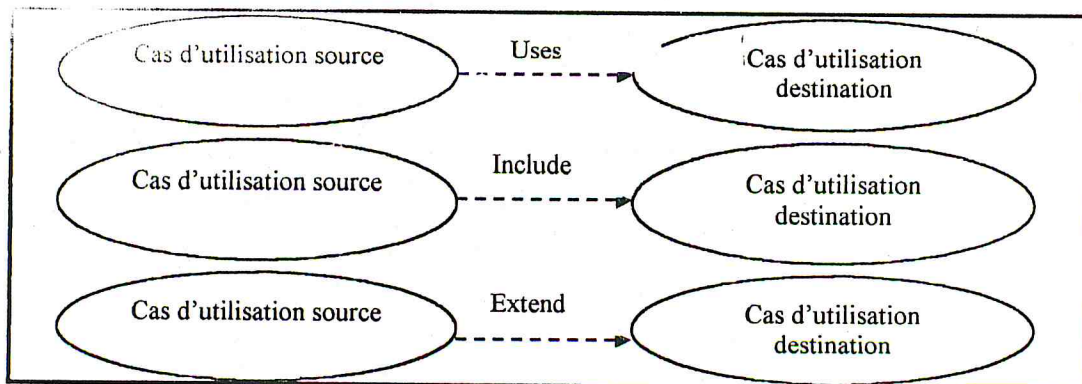 Cas d'utilisation source
Uses
Cas d'utilisation
destination
Cas d'utilisation source
Include
Cas d'utilisation
destination
Cas d'utilisation source
Extend
Cas d'utilisation
destination